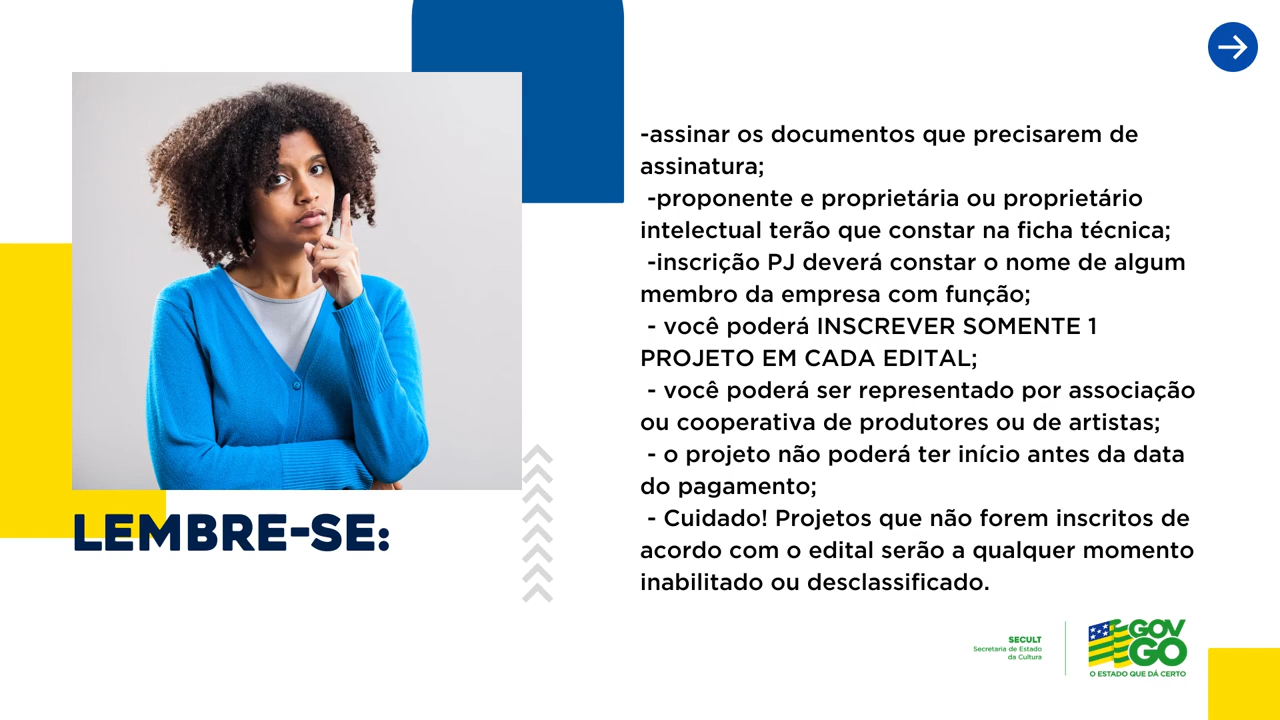 -assinar os documentos que precisarem de
assinatura;
-proponente e proprietária ou proprietário
intelectual terão que constar na ficha técnica;
-inscrição PJ deverá constar o nome de algum
membro da empresa com função;
- você poderá INSCREVER SOMENTE 1
PROJETO EM CADA EDITAL;
- você poderá ser representado por associação
ou cooperativa de produtores ou de artistas;
- o projeto não poderá ter início antes da data
do pagamento;
- Cuidado! Projetos que não forem inscritos de
acordo com o edital serão a qualquer momento
inabilitado ou desclassificado.
LEMBRE-SE:
SECULT
Secretaria de Estado
da Cultura
GOV
GO
O ESTADO QUE DÁ CERTO